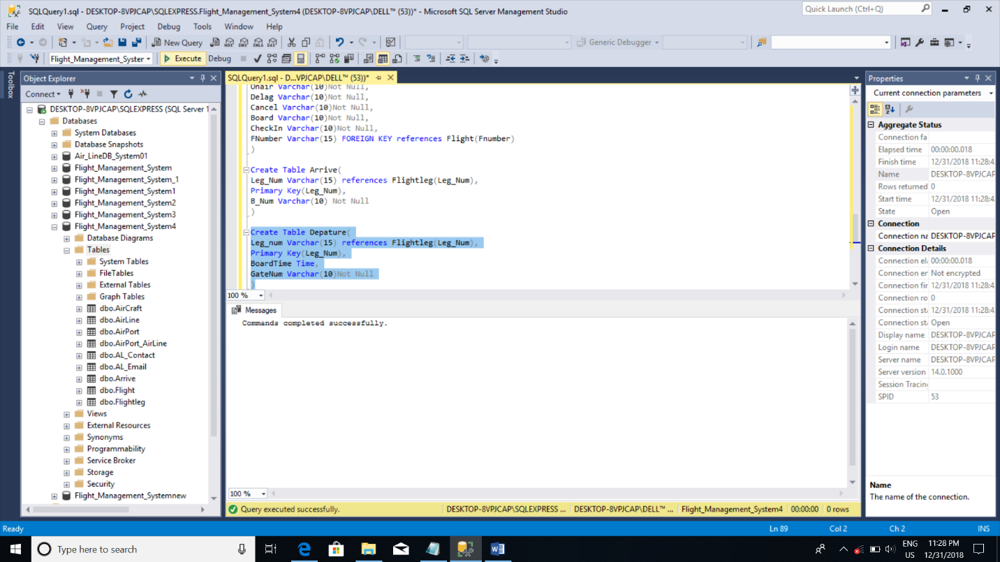 SQLQuery1.sql - DESKTOP-8VPJCAP\SQLEXPRESS.Flight_Management_System4 (DESKTOP-8VPJCAP\DELL™ (53))* - Microsoft SQL Server Management Studio
Quick Launch (Ctrl+Q)
File Edit View Query Project Debug Tools Window Help
New Query
Generic Debugger
Flight_Management_Syster
Execute Debug
Toolbox
Object Explorer
Connect
DESKTOP-8VPJCAP\SQLEXPRESS (SQL Server 1
Databases
System Databases
Database Snapshots
Air_LineDB_System01
Flight_Management_System
Flight_Management_System_1
Flight_Management_System1
Flight_Management_System2
Flight_Management_System3
Flight_Management_System4
Database Diagrams
Tables
System Tables
FileTables
External Tables
Graph Tables
dbo.AirCraft
dbo.AirLine
dbo.AirPort
dbo.AirPort_AirLine
dbo.AL_Contact
dbo.AL_Email
dbo.Arrive
dbo.Flight
dbo.Flightleg
Views
External Resources
Synonyms
Programmability
Service Broker
Storage
Security
Flight_Management_Systemnew
SQLQuery1.sql - D...VPJCAP\DELL™ (53))*
Onair Varchar(10)Not Null,
Delag Varchar(10)Not Null,
Cancel Varchar(10)Not Null,
Board Varchar(10)Not Null,
CheckIn Varchar(10)Not Null,
FNumber Varchar(15) FOREIGN KEY references Flight(Fnumber)
)
Create Table Arrive(
Leg_Num Varchar(15) references Flightleg(Leg_Num),
Primary Key(Leg_Num),
B_Num Varchar(10) Not Null
)
Create Table Depature(
Leg_num Varchar(15) references Flightleg(Leg_Num),
Primary Key(Leg_Num),
BoardTime Time,
GateNum Varchar(10)Not Null
)
100 %
Messages
Commands completed successfully.
100 %
Query executed successfully. DESKTOP-8VPJCAP\SQLEXPRESS ... DESKTOP-8VPJCAP\DELL™ ... Flight_Management_System4 00:00:00 0 rows
Properties
Current connection parameters
Aggregate Status
Connection fa
Elapsed time 00:00:00.018
Finish time 12/31/2018 11:28:4
Name DESKTOP-8VPJCAP
Rows returned 0
Start time 12/31/2018 11:28:4
State Open
Connection
Connection na DESKTOP-8VPJCAP
Connection Details
Connection el 00:00:00.018
Connection er Not encrypted
Connection fir 12/31/2018 11:28:4
Connection ro 0
Connection st 12/31/2018 11:28:4
Connection st Open
Display name DESKTOP-8VPJCAP
Login name DESKTOP-8VPJCAP
Server name DESKTOP-8VPJCAP
Server version 14.0.1000
Session Tracin
SPID 53
Name
The name of the connection.
Ready Ln 89 Col 2 Ch 2 INS
Type here to search
ENG US
11:28 PM
12/31/2018